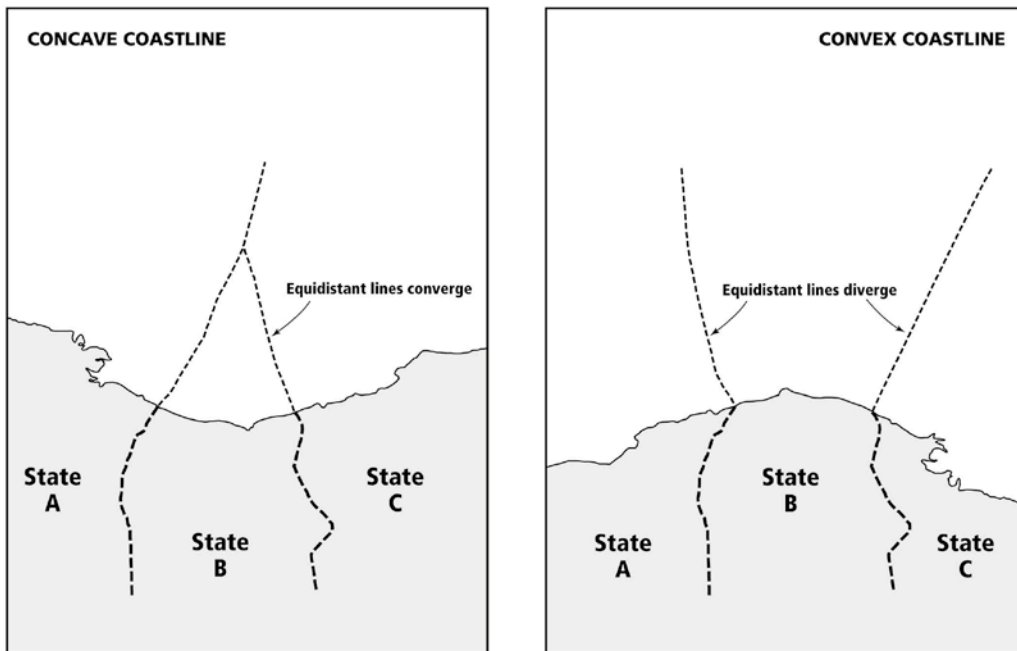 CONCAVE COASTLINE
Equidistant lines converge
State
A
State
C
State
B
CONVEX COASTLINE
Equidistant lines diverge
State
B
State
A
State
C